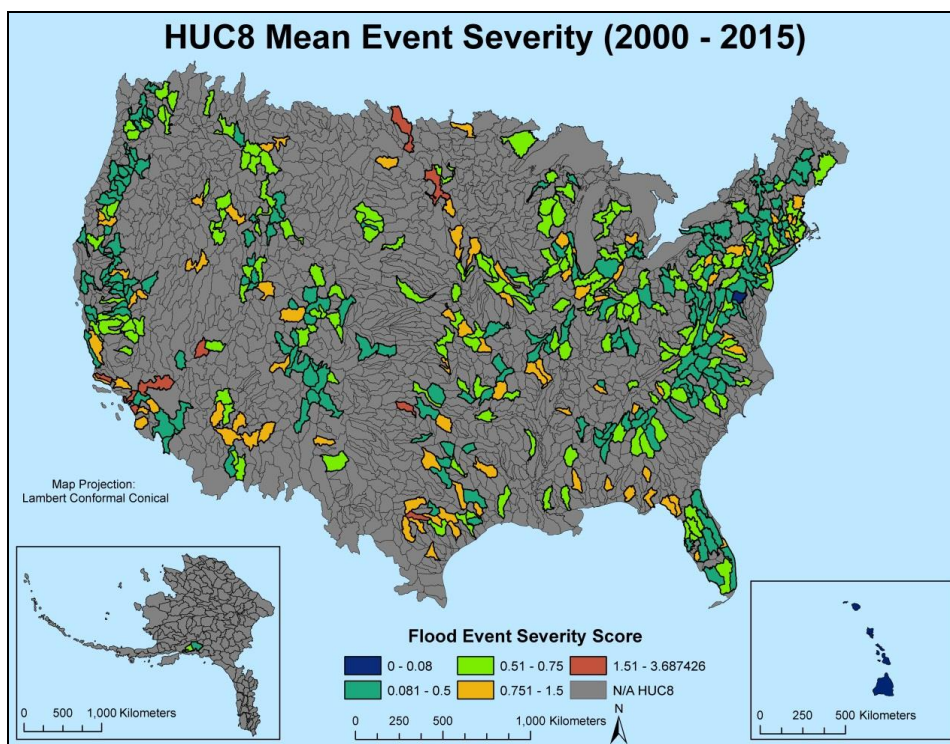 HUC8 Mean Event Severity (2000 - 2015)
Map Projection:
Lambert Conformal Conical
Flood Event Severity Score
0 - 0.08
0.51 - 0.75
1.51 - 3.687426
0.081 - 0.5
0.751 - 1.5
N/A HUC8
0 500 1,000 Kilometers
0 250 500 1,000 Kilometers
N
0 250 500 Kilometers